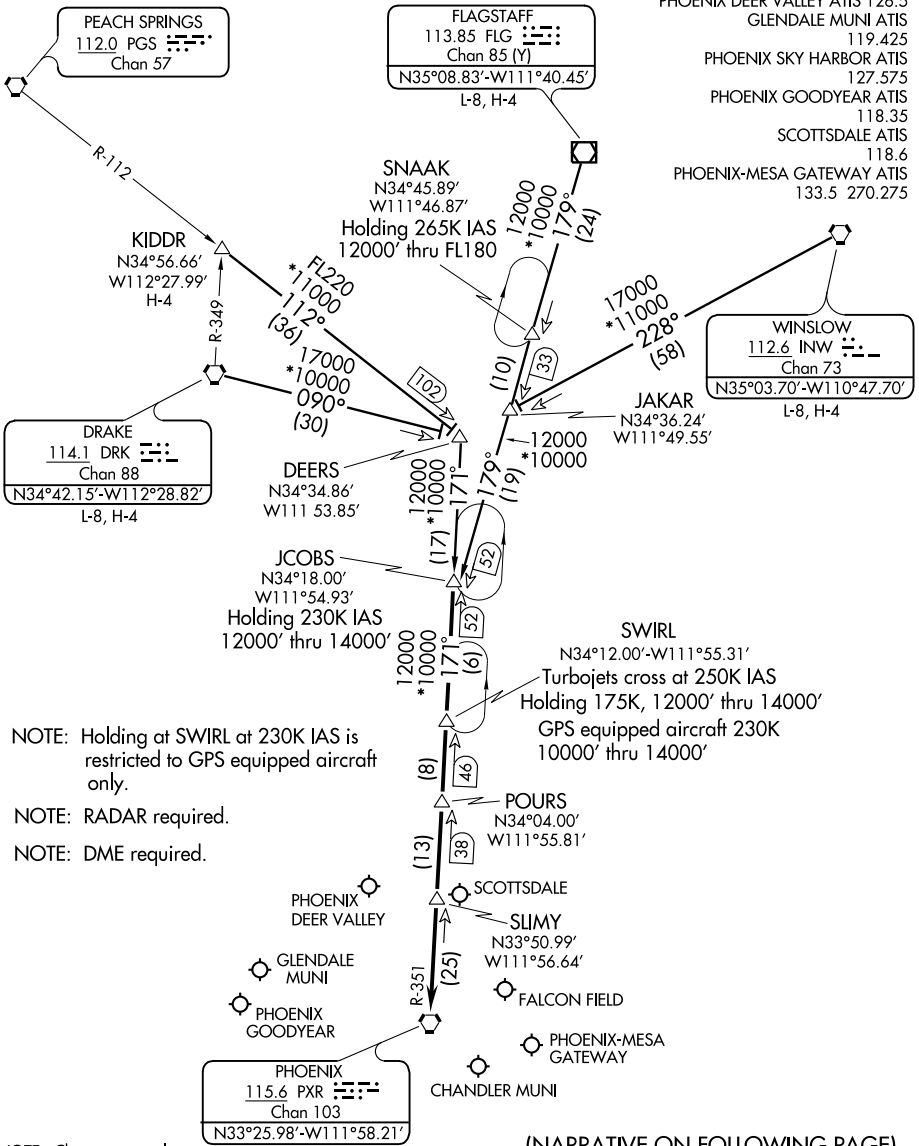 PHOENIX DEER VALLEY ATIS 126.5
GLENDALE MUNI ATIS
119.425
PHOENIX SKY HARBOR ATIS
127.575
PHOENIX GOODYEAR ATIS
118.35
SCOTTSDALE ATIS
118.6
PHOENIX-MESA GATEWAY ATIS
133.5 270.275
PEACH SPRINGS
112.0 PGS
Chan 57
FLAGSTAFF
113.85 FLG
Chan 85 (Y)
N35°08.83'-W111°40.45'
L-8, H-4
R-112
SNAAK
N34°45.89'
W111°46.87'
Holding 265K IAS
12000' thru FL180
12000
*10000
179°
(24)
KIDDR
N34°56.66'
W112°27.99'
H-4
R-349
FL220
*11000
112°
(36)
17000
*11000
228°
(58)
WINSLOW
112.6 INW
Chan 73
N35°03.70'-W110°47.70'
L-8, H-4
17000
*10000
090°
(30)
102
(10)
33
JAKAR
N34°36.24'
W111°49.55'
DRAKE
114.1 DRK
Chan 88
N34°42.15'-W112°28.82'
L-8, H-4
DEERS
N34°34.86'
W111 53.85'
12000
*10000
171°
(17)
12000
*10000
179°
(19)
52
JCOBS
N34°18.00'
W111°54.93'
Holding 230K IAS
12000' thru 14000'
52
12000
*10000
171°
(6)
SWIRL
N34°12.00'-W111°55.31'
Turbojets cross at 250K IAS
Holding 175K, 12000' thru 14000'
GPS equipped aircraft 230K
10000' thru 14000'
NOTE: Holding at SWIRL at 230K IAS is
restricted to GPS equipped aircraft
only.
NOTE: RADAR required.
NOTE: DME required.
(8)
46
POURS
N34°04.00'
W111°55.81'
(13)
38
PHOENIX
DEER VALLEY
SCOTTSDALE
SLIMY
N33°50.99'
W111°56.64'
GLENDALE
MUNI
R-351
(25)
PHOENIX
GOODYEAR
FALCON FIELD
PHOENIX-MESA
GATEWAY
CHANDLER MUNI
PHOENIX
115.6 PXR
Chan 103
N33°25.98'-W111°58.21'
(NARRATIVE ON FOLLOWING PAGE)